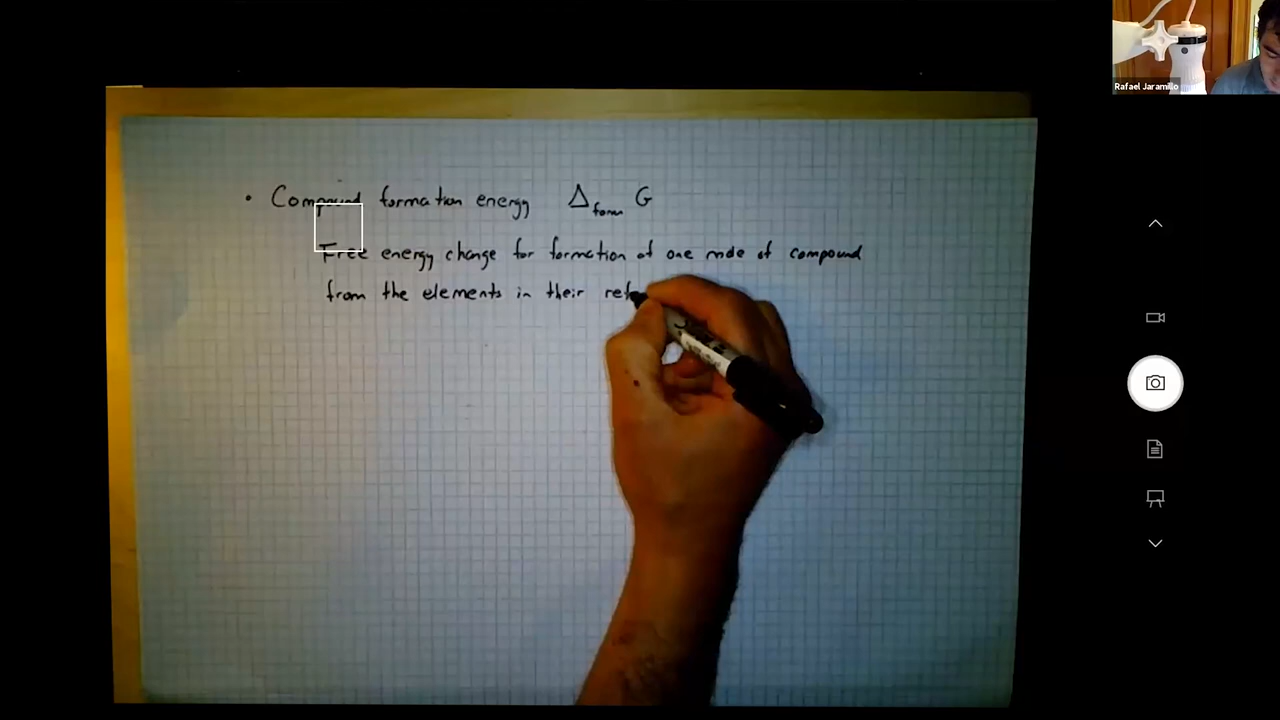 • Compound formation energy Δform G
Free energy change for formation of one mole of compound
from the elements in their ref
Rafael Jaramillo